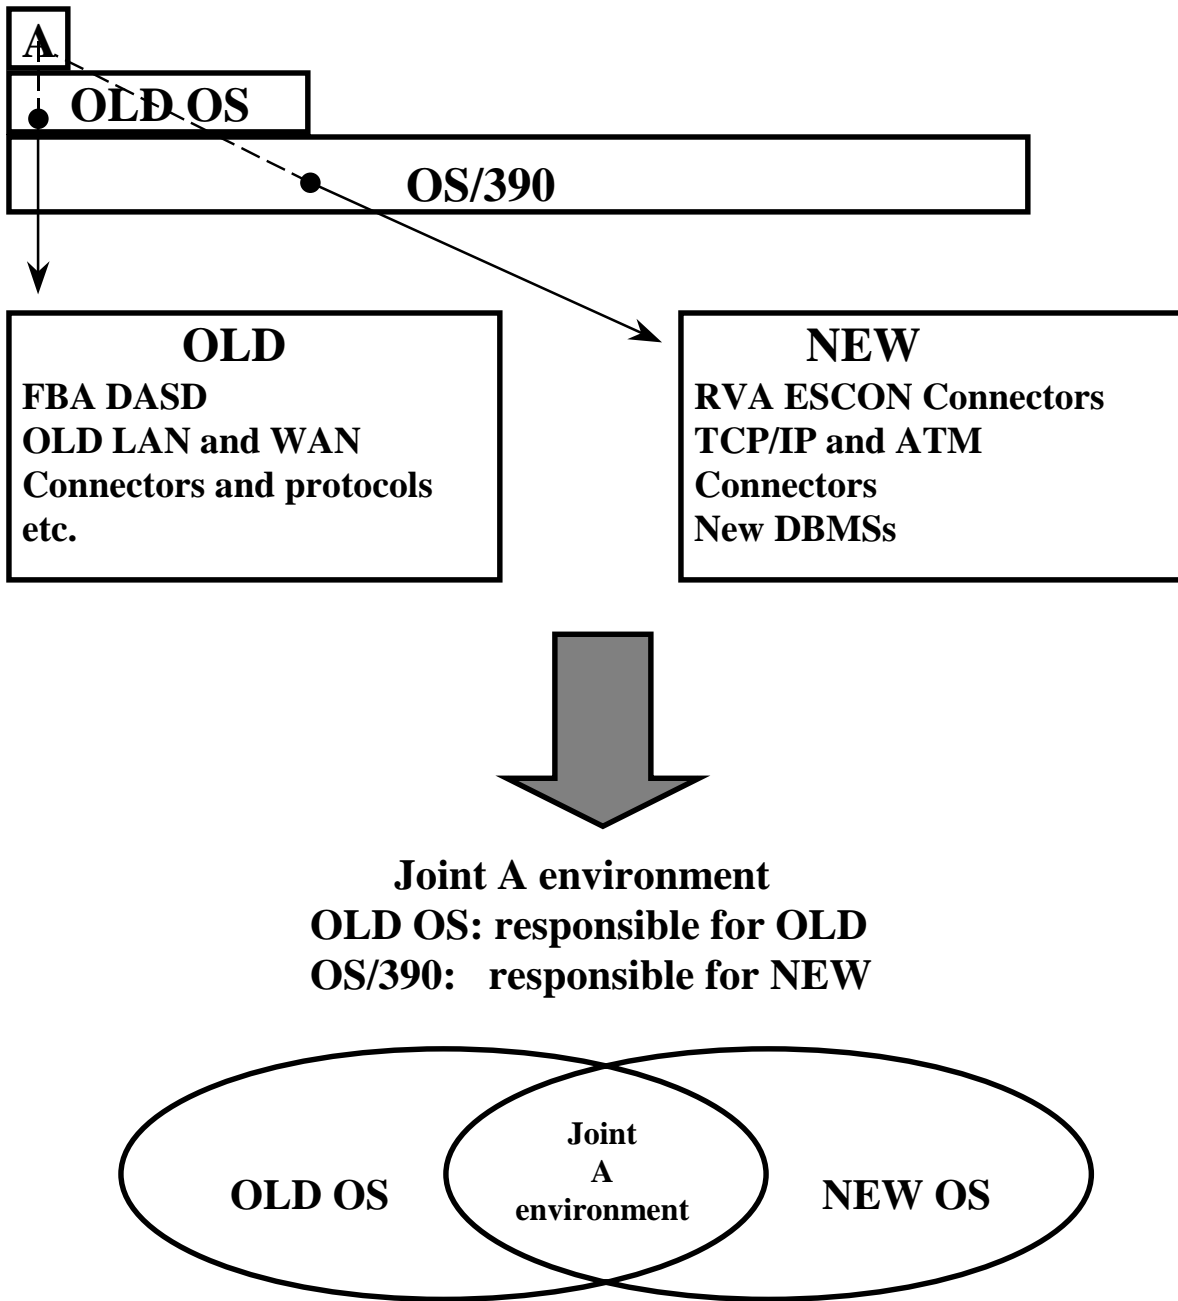 A
OLD OS
OS/390
OLD
FBA DASD
OLD LAN and WAN
Connectors and protocols
etc.
NEW
RVA ESCON Connectors
TCP/IP and ATM
Connectors
New DBMSs
Joint A environment
OLD OS: responsible for OLD
OS/390: responsible for NEW
OLD OS
Joint
A
environment
NEW OS